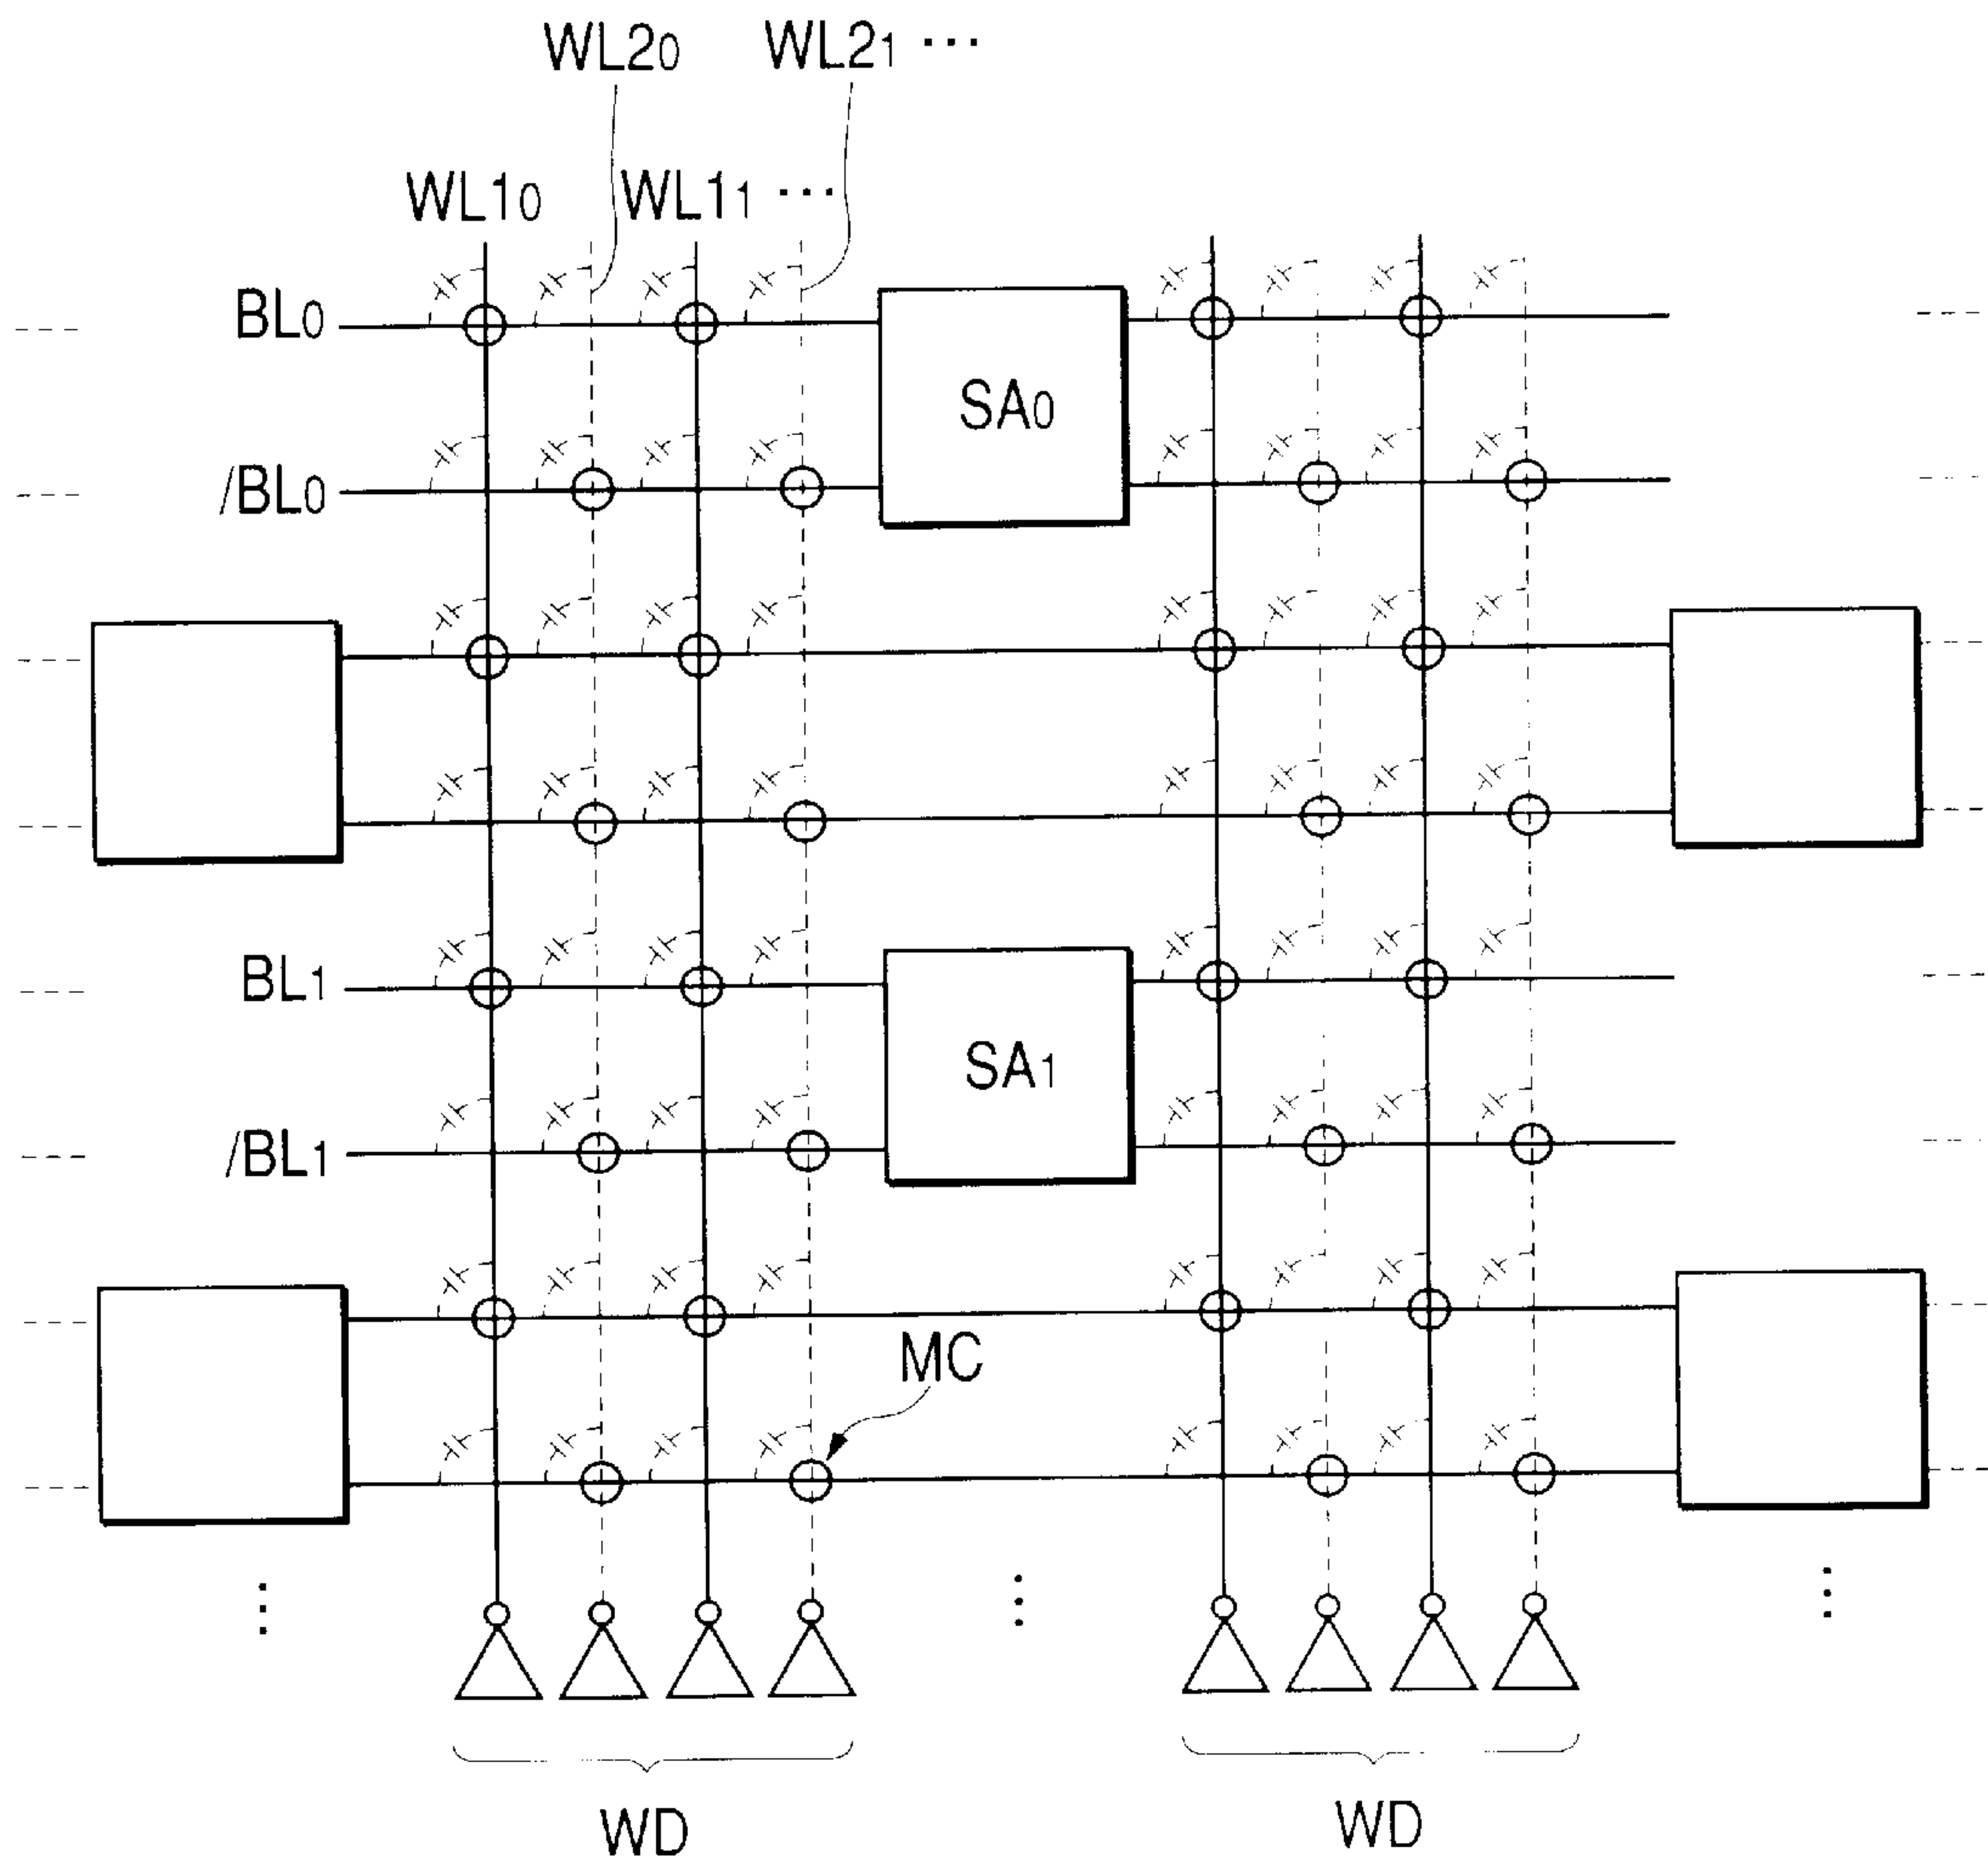 WL20 WL21 ...
WL10 WL11 ...
BL0
SA0
/BL0
BL1
SA1
/BL1
MC
WD WD